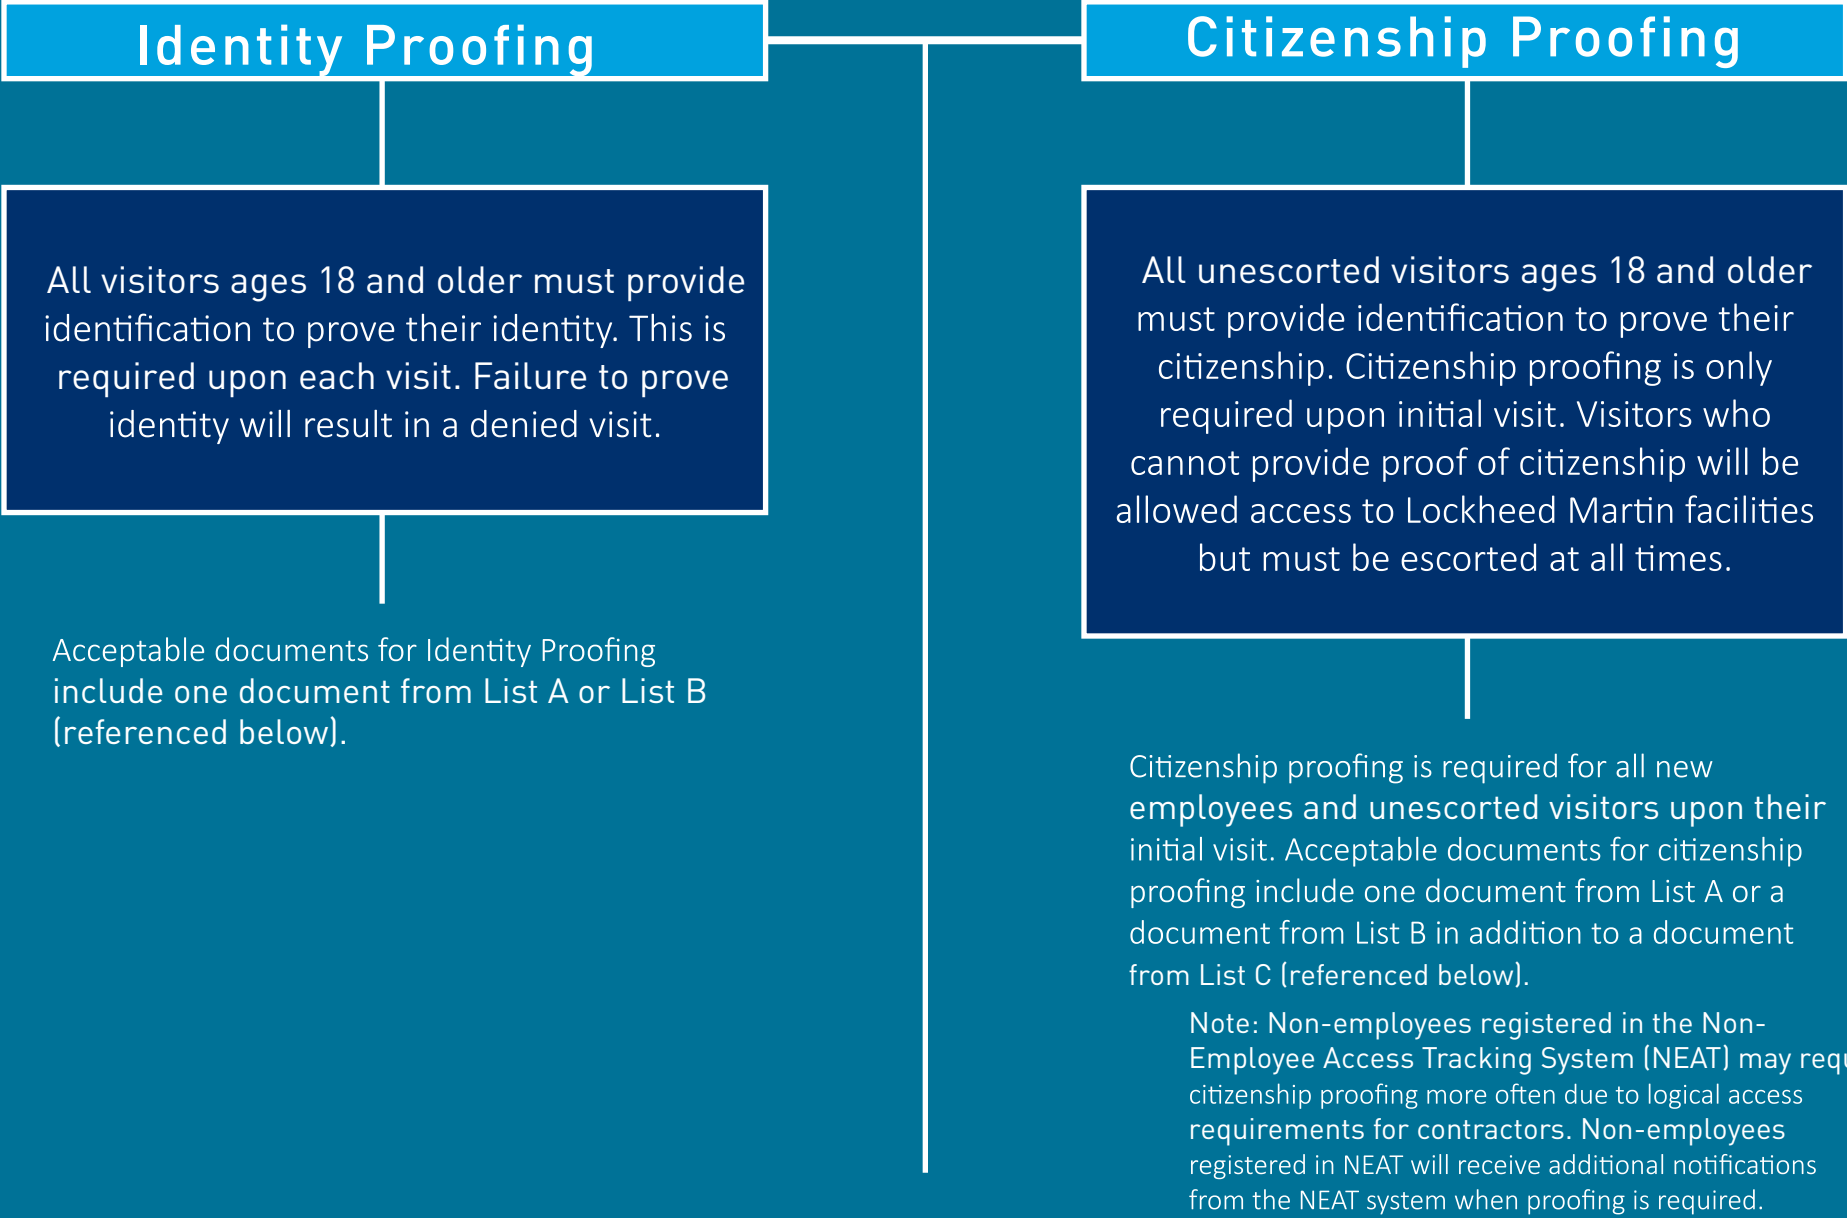 Identity Proofing
All visitors ages 18 and older must provide
identification to prove their identity. This is
required upon each visit. Failure to prove
identity will result in a denied visit.
Acceptable documents for Identity Proofing
include one document from List A or List B
(referenced below).
Citizenship Proofing
All unescorted visitors ages 18 and older
must provide identification to prove their
citizenship. Citizenship proofing is only
required upon initial visit. Visitors who
cannot provide proof of citizenship will be
allowed access to Lockheed Martin facilities
but must be escorted at all times.
Citizenship proofing is required for all new
employees and unescorted visitors upon their
initial visit. Acceptable documents for citizenship
proofing include one document from List A or a
document from List B in addition to a document
from List C (referenced below).
Note: Non-employees registered in the Non-
Employee Access Tracking System (NEAT) may
citizenship proofing more often due to logical access
requirements for contractors. Non-employees
registered in NEAT will receive additional notifications
from the NEAT system when proofing is required.